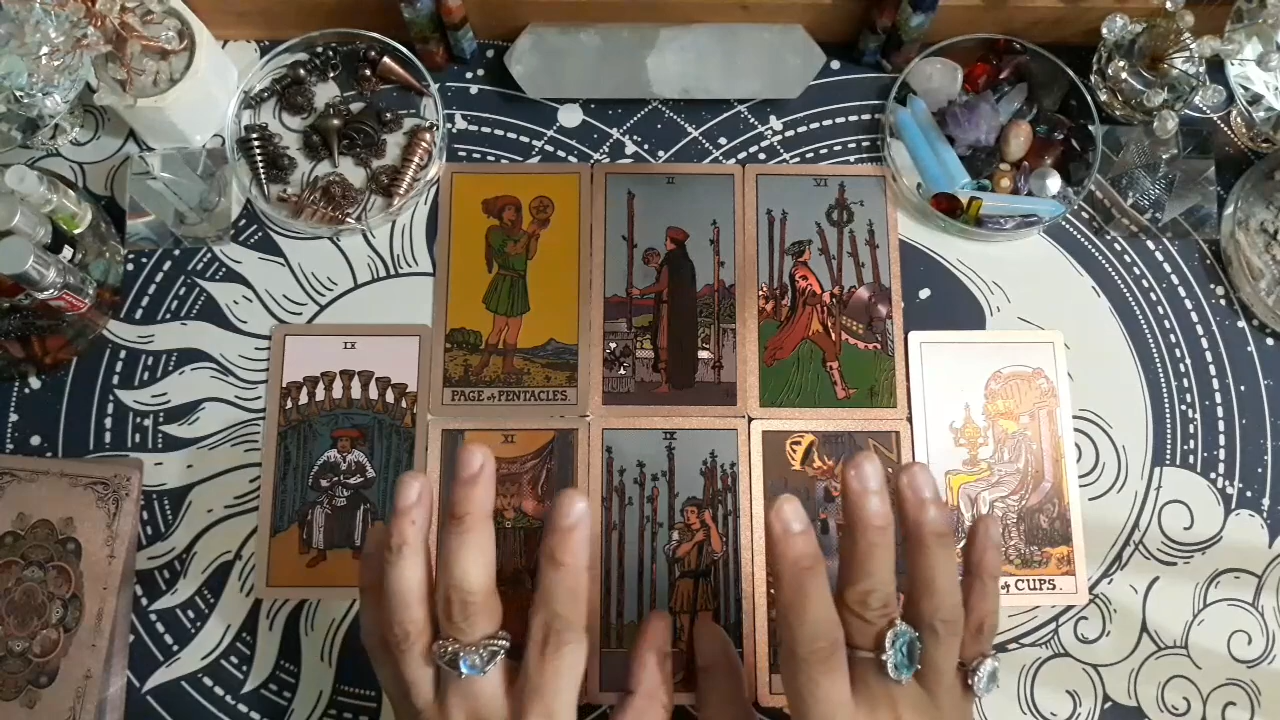 II
VI
PAGE of PENTACLES.
IX
XI
IX
of CUPS.